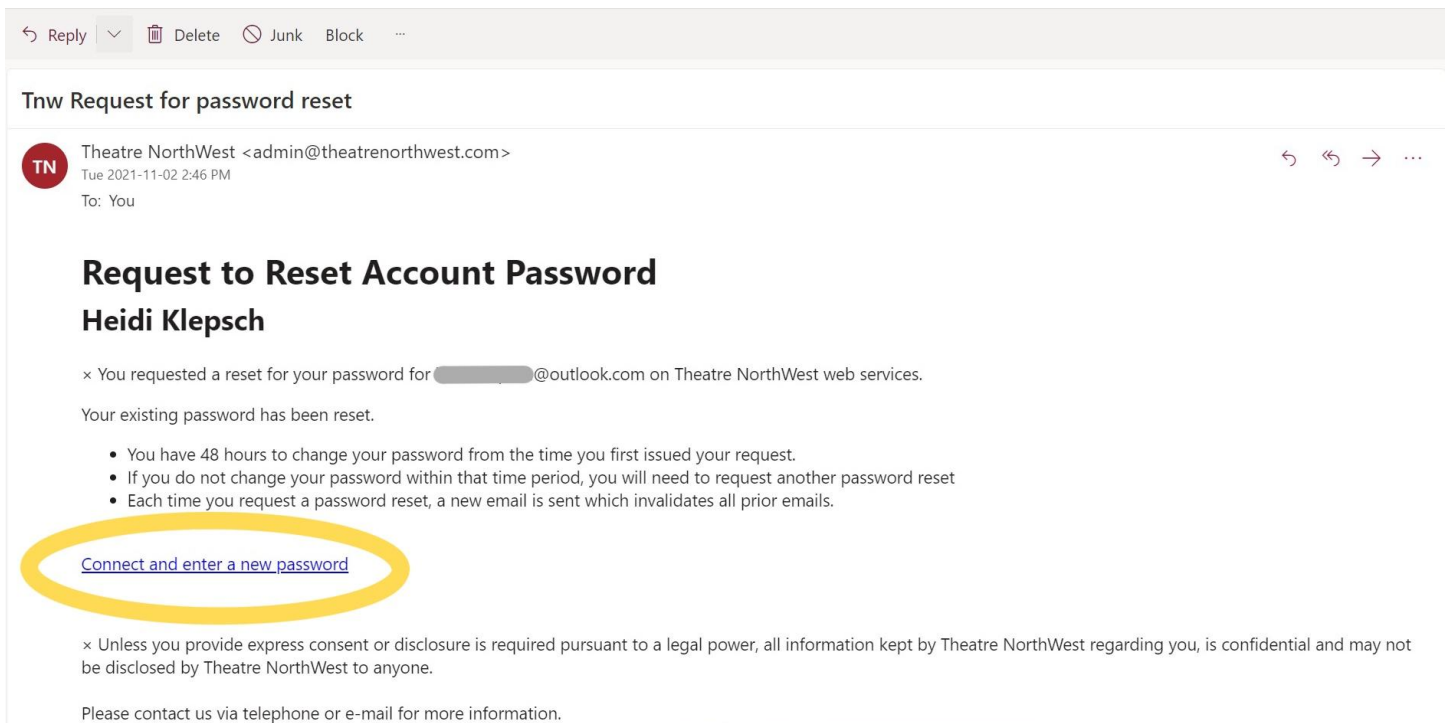 Reply Delete Junk Block ...
Tnw Request for password reset
TN
Theatre NorthWest <admin@theatrenorthwest.com>
Tue 2021-11-02 2:46 PM
To: You
Request to Reset Account Password
Heidi Klepsch
× You requested a reset for your password for @outlook.com on Theatre NorthWest web services.
Your existing password has been reset.
• You have 48 hours to change your password from the time you first issued your request.
• If you do not change your password within that time period, you will need to request another password reset
• Each time you request a password reset, a new email is sent which invalidates all prior emails.
Connect and enter a new password
× Unless you provide express consent or disclosure is required pursuant to a legal power, all information kept by Theatre NorthWest regarding you, is confidential and may not
be disclosed by Theatre NorthWest to anyone.
Please contact us via telephone or e-mail for more information.